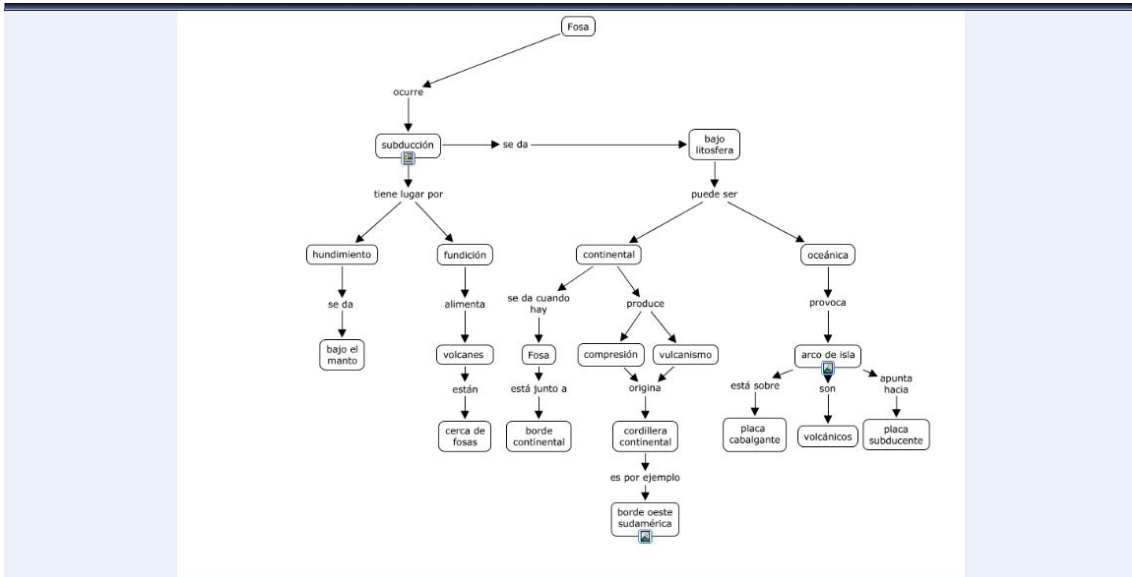 Fosa
ocurre
subducción
se da
bajo
litosfera
tiene lugar por
puede ser
hundimiento
fundición
continental
oceánica
se da
alimenta
se da cuando
hay
produce
provoca
bajo el
manto
volcanes
Fosa
compresión
vulcanismo
arco de isla
están
está junto a
origina
está sobre
son
apunta
hacia
cerca de
fosas
borde
continental
cordillera
continental
placa
cabalgante
volcánicos
placa
subducente
es por ejemplo
borde oeste
sudamérica